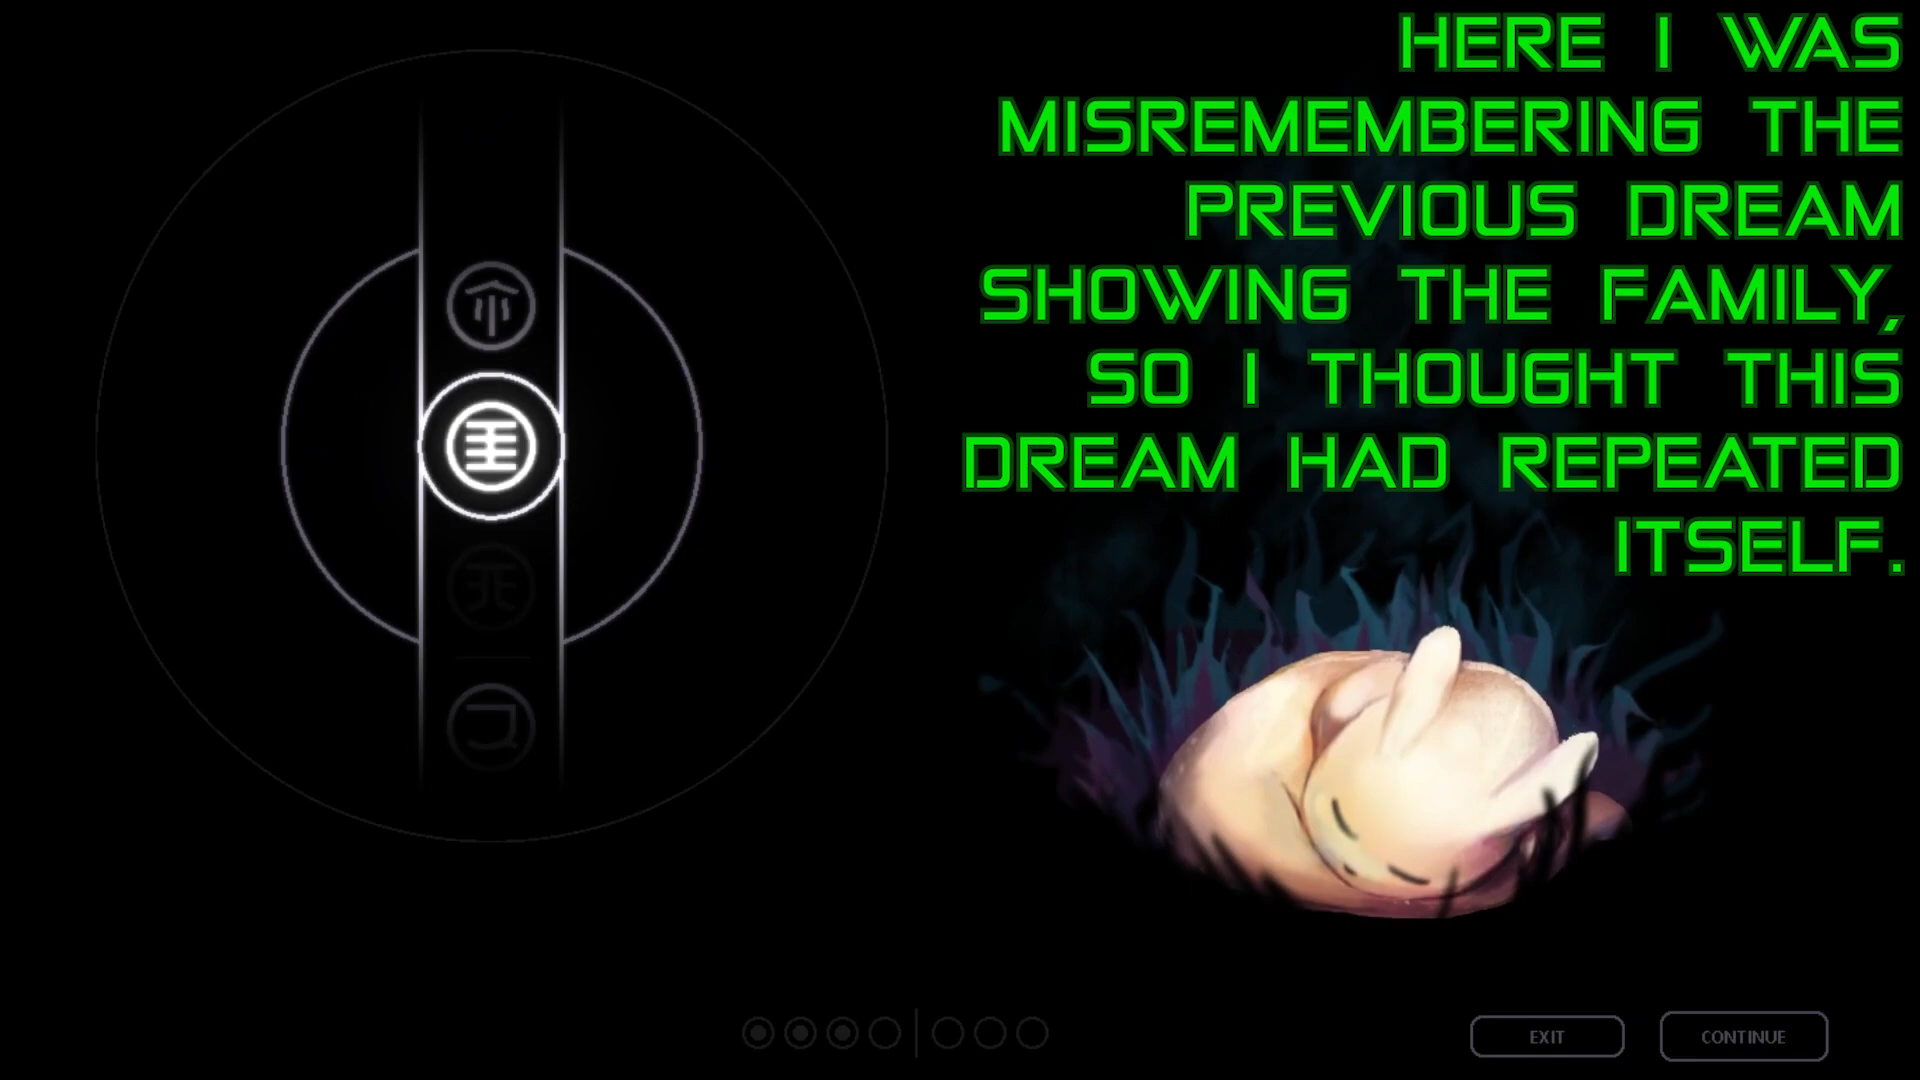 HERE I WAS
MISREMEMBERING THE
PREVIOUS DREAM
SHOWING THE FAMILY,
SO I THOUGHT THIS
DREAM HAD REPEATED
ITSELF.
EXIT
CONTINUE